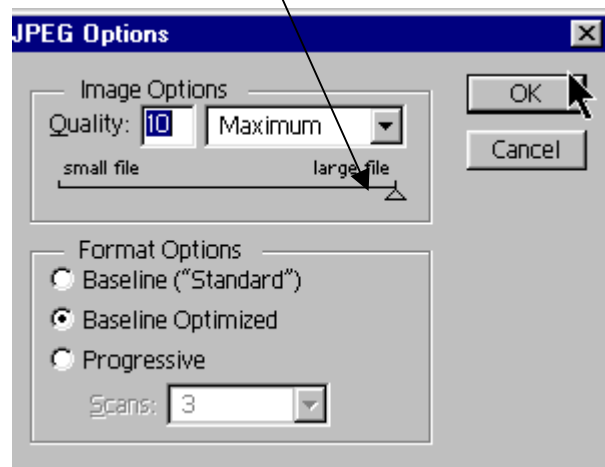 JPEG Options
Image Options
OK
Quality: 10 Maximum
Cancel
small file large file
Format Options
Baseline ("Standard")
Baseline Optimized
Progressive
Scans: 3